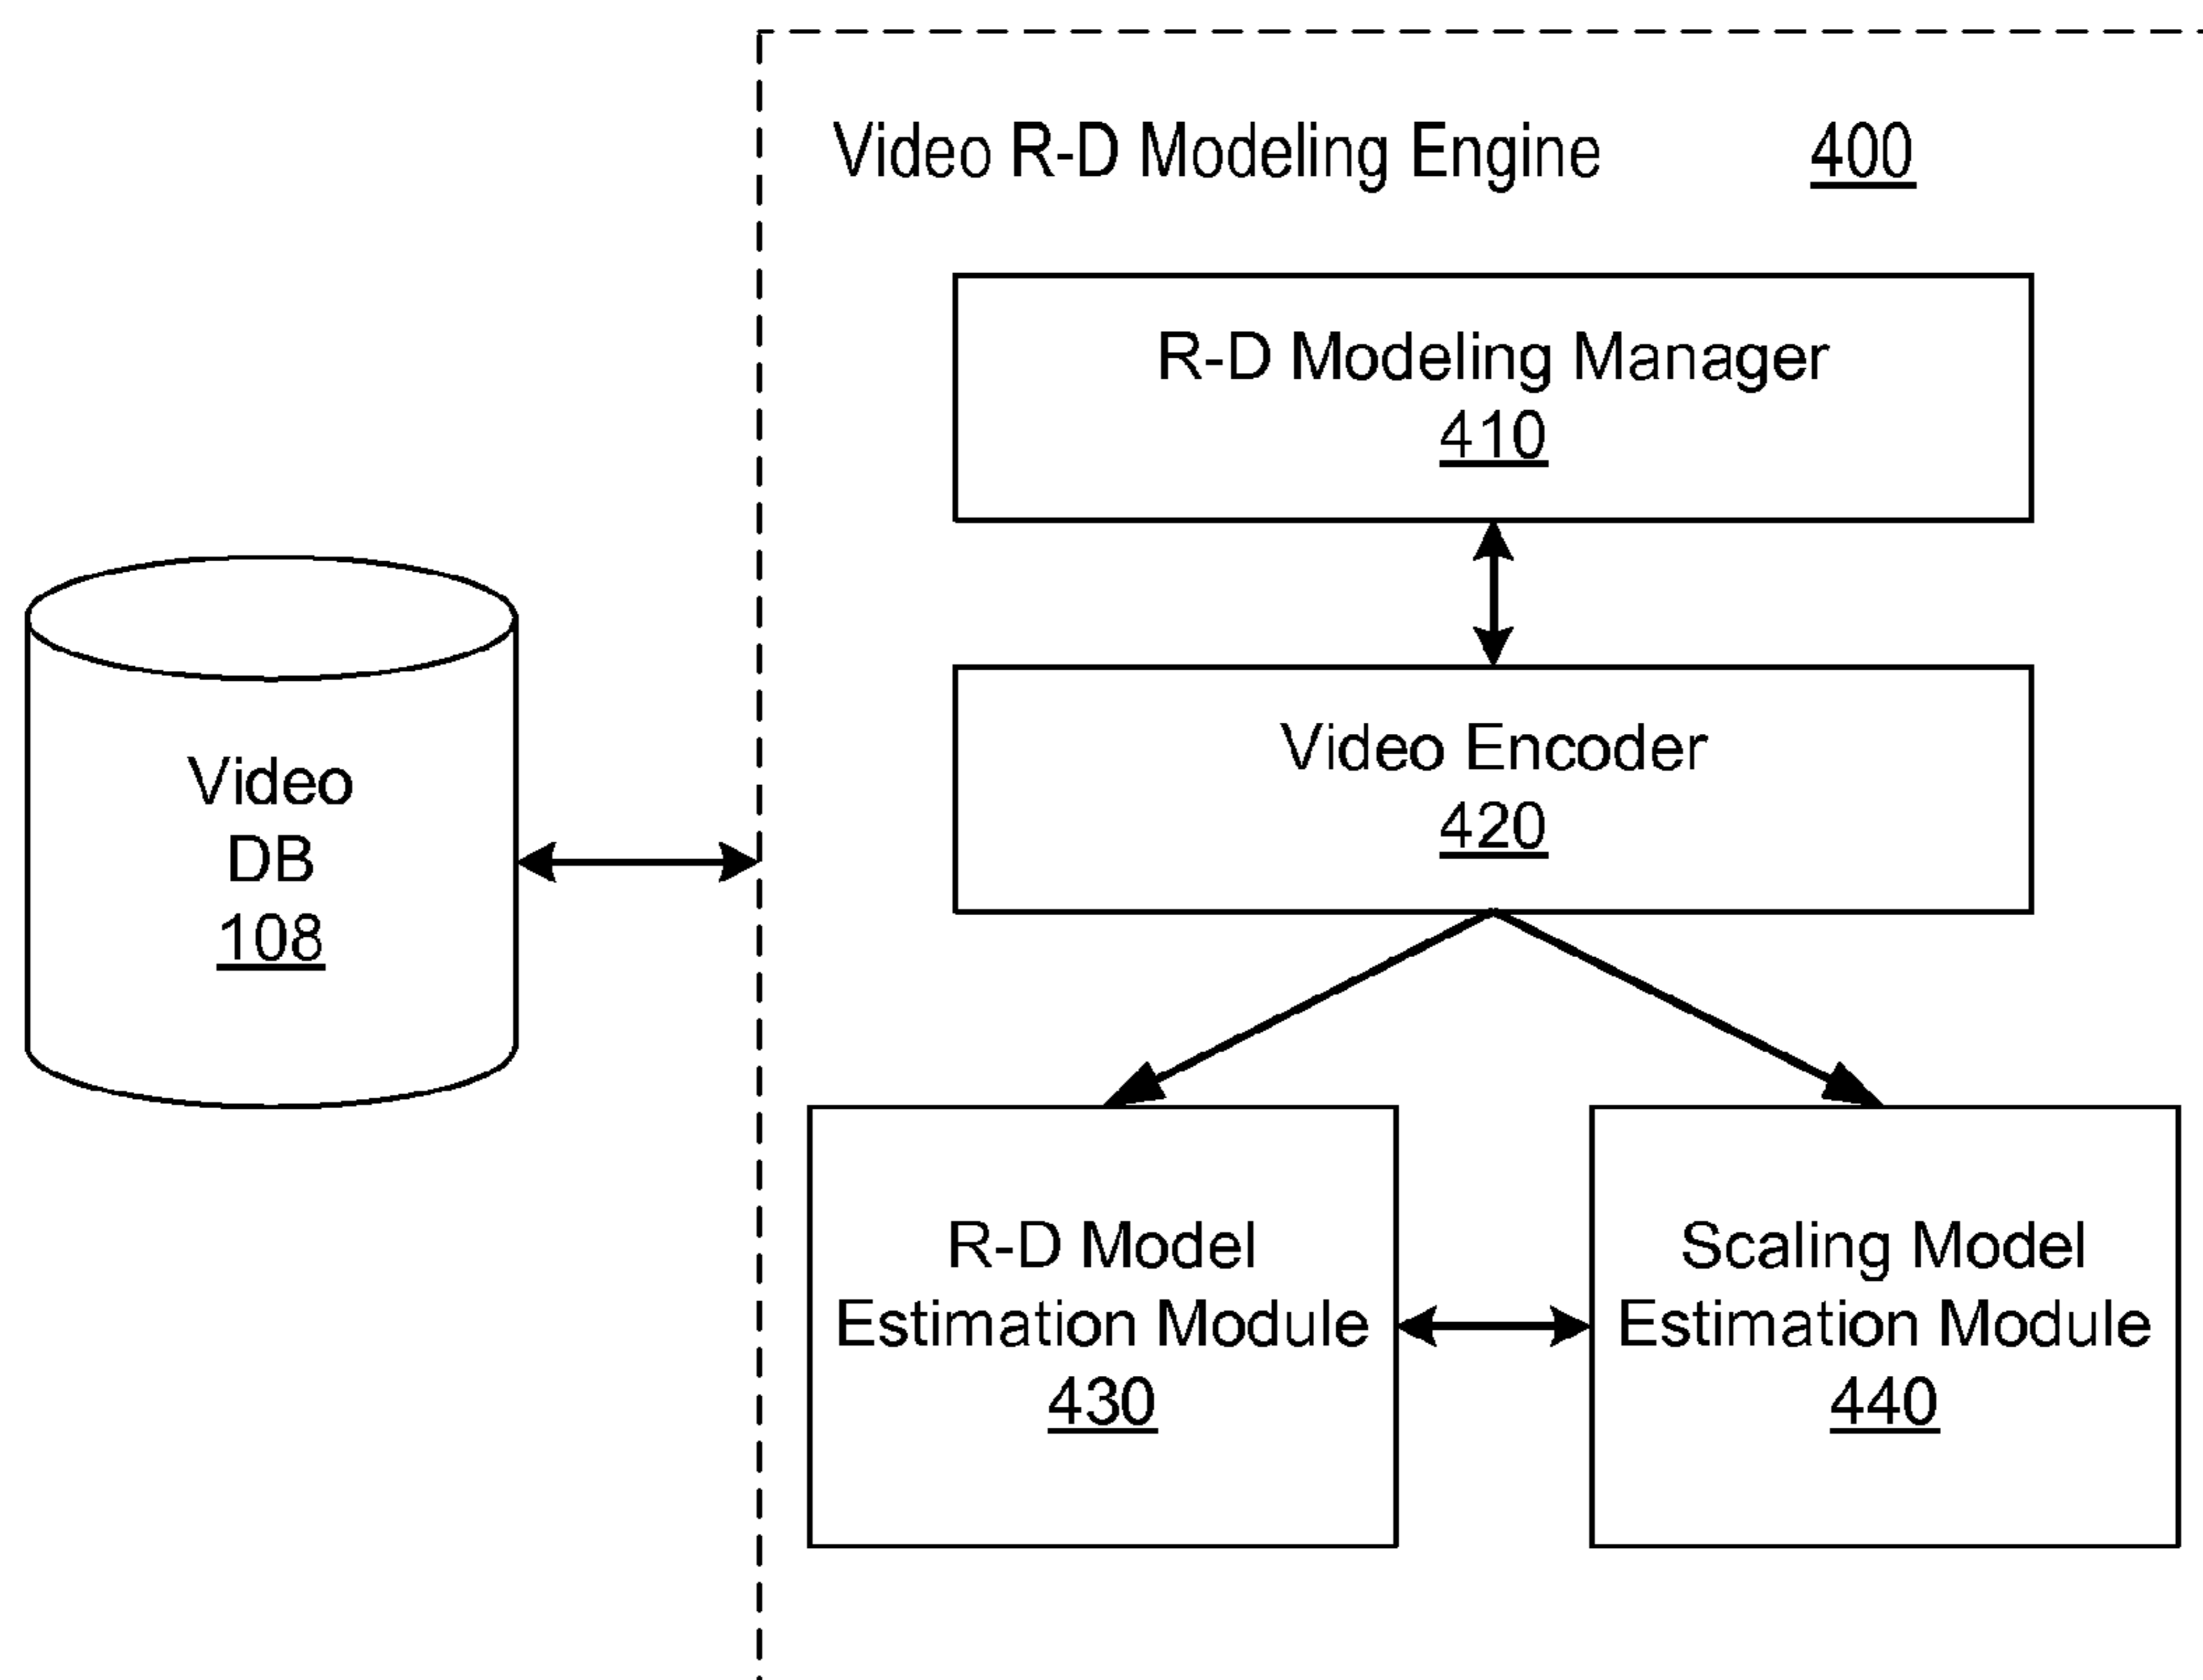 Video R-D Modeling Engine 400
R-D Modeling Manager
410
Video Encoder
420
Video
DB
108
R-D Model
Estimation Module
430
Scaling Model
Estimation Module
440